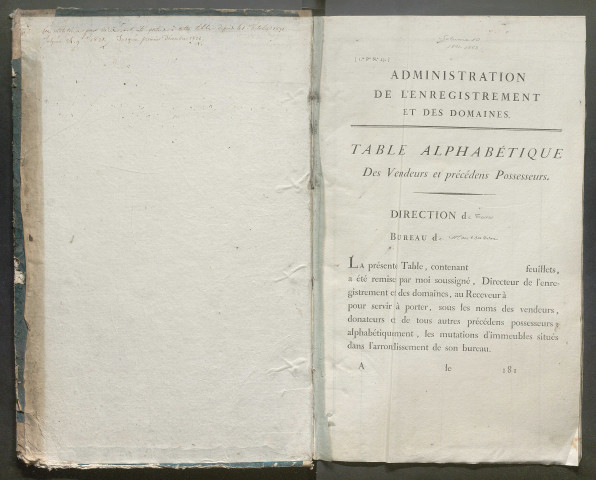 ADMINISTRATION
DE L'ENREGISTREMENT
ET DES DOMAINES.
TABLE ALPHABÉTIQUE
Des Vendeurs et précédens Possesseurs.
DIRECTION d
BUREAU d
LA présente Table, contenant feuillets,
a été remise par moi soussigné, Directeur de l'enre-
gistrement et des domaines, au Receveur à
pour servir à porter, sous les noms des vendeurs,
donateurs et de tous autres précédens possesseurs,
alphabétiquement, les mutations d'immeubles situés
dans l'arrondissement de son bureau.
A le 181